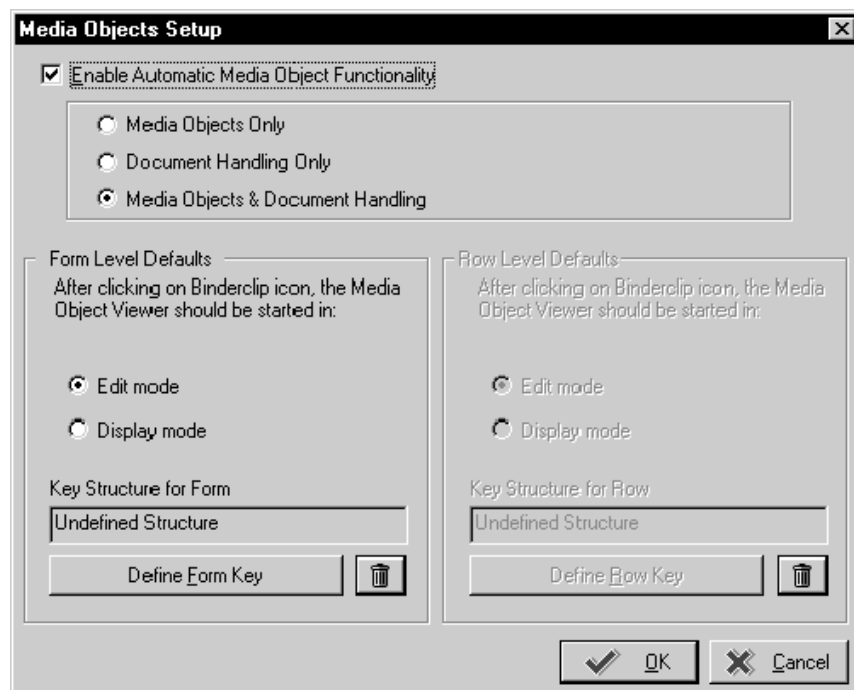 Media Objects Setup
Enable Automatic Media Object Functionality
Media Objects Only
Document Handling Only
Media Objects & Document Handling
Form Level Defaults
After clicking on Binderclip icon, the Media
Object Viewer should be started in:
Edit mode
Display mode
Key Structure for Form
Undefined Structure
Define Form Key
Row Level Defaults
After clicking on Binderclip icon, the Media
Object Viewer should be started in:
Edit mode
Display mode
Key Structure for Row
Undefined Structure
Define Row Key
OK
Cancel